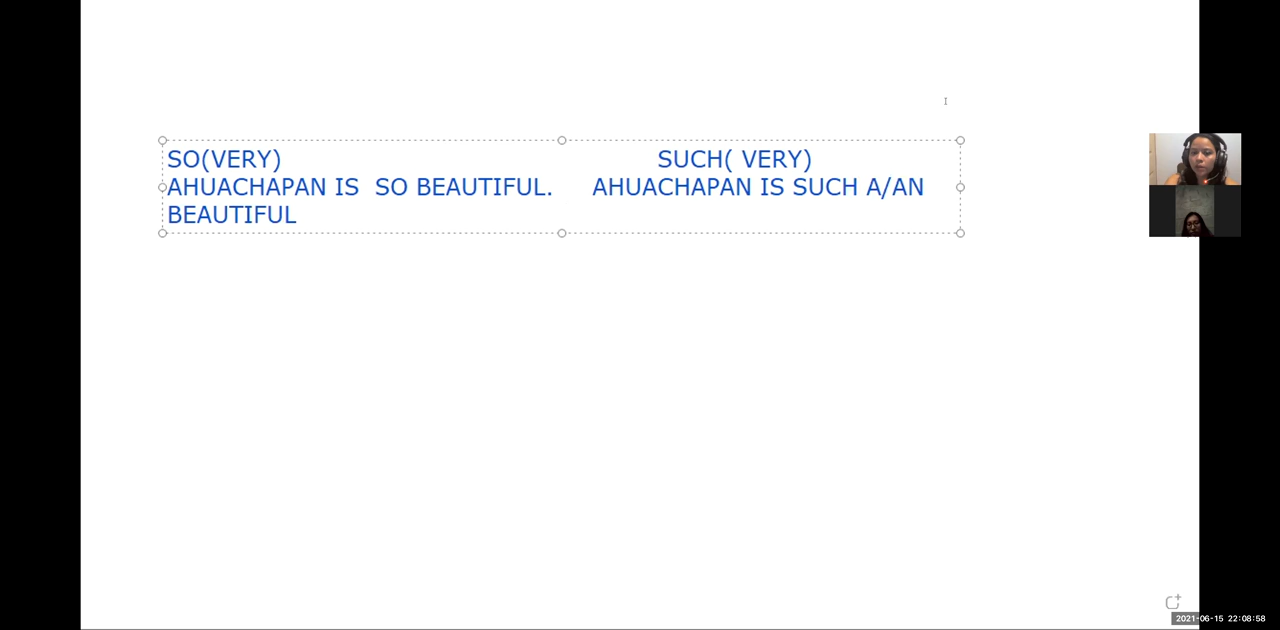 SO(VERY) SUCH( VERY)
AHUACHAPAN IS SO BEAUTIFUL. AHUACHAPAN IS SUCH A/AN
BEAUTIFUL
2021-06-15 22:08:58